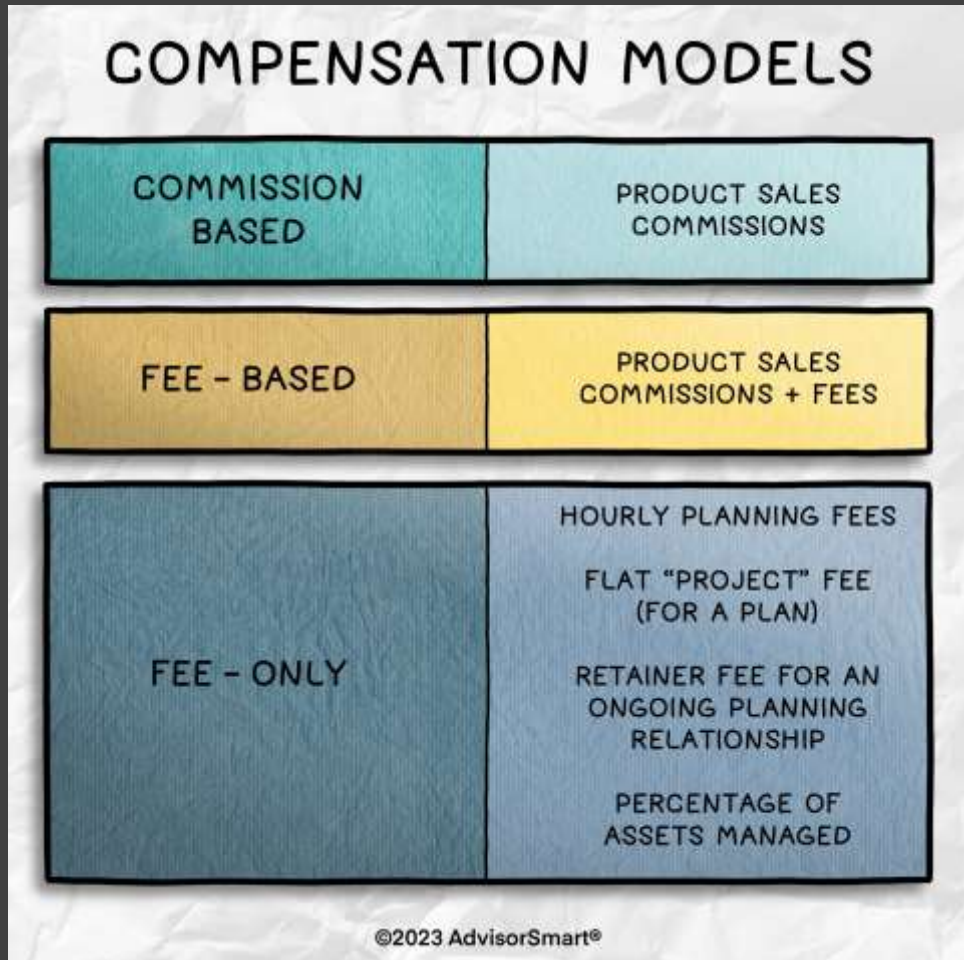 COMPENSATION MODELS
COMMISSION
BASED
PRODUCT SALES
COMMISSIONS
FEE - BASED
PRODUCT SALES
COMMISSIONS + FEES
FEE - ONLY
HOURLY PLANNING FEES
FLAT “PROJECT” FEE
(FOR A PLAN)
RETAINER FEE FOR AN
ONGOING PLANNING
RELATIONSHIP
PERCENTAGE OF
ASSETS MANAGED
©2023 AdvisorSmart®